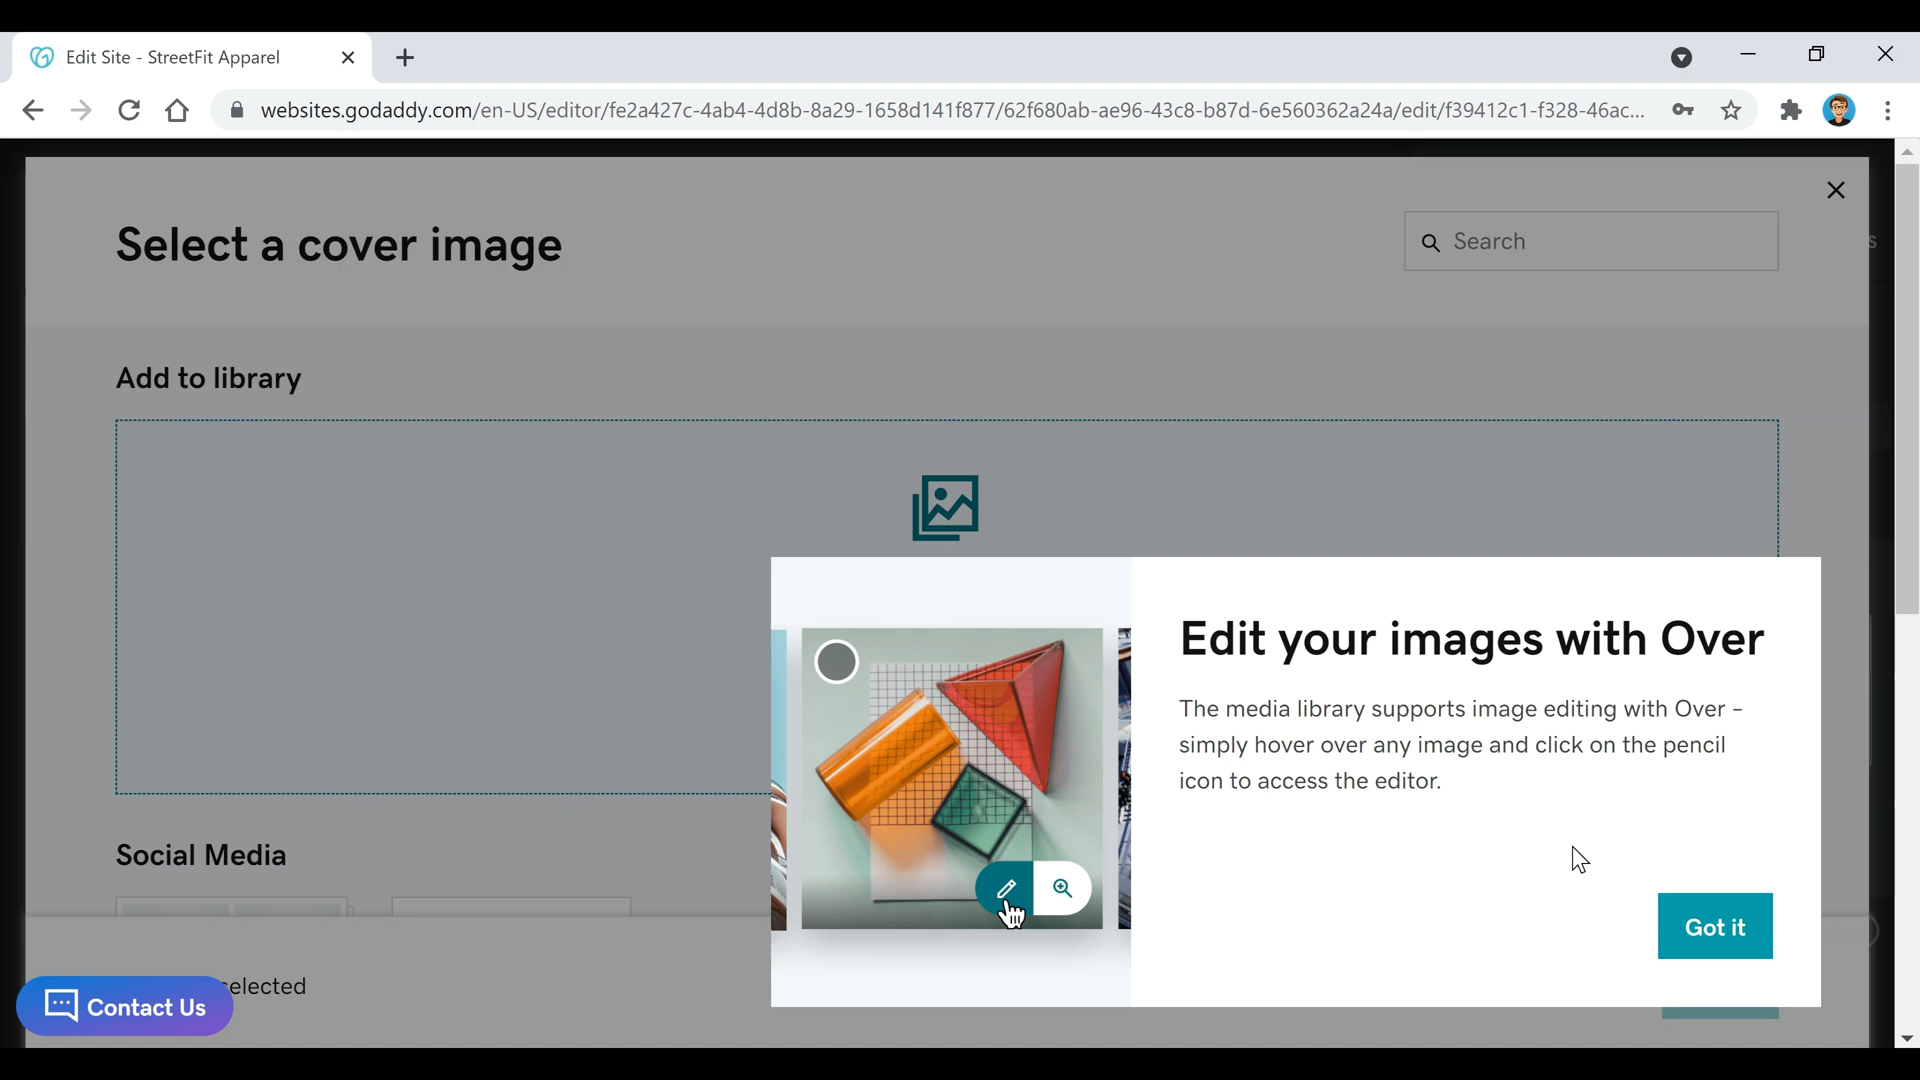 Edit Site - StreetFit Apparel
websites.godaddy.com/en-US/editor/fe2a427c-4ab4-4d8b-8a29-1658d141f877/62f680ab-ae96-43c8-b87d-6e560362a24a/edit/f39412c1-f328-46ac...
Select a cover image
Search
s
Add to library
Edit your images with Over
The media library supports image editing with Over –
simply hover over any image and click on the pencil
icon to access the editor.
Got it
Social Media
selected
Contact Us